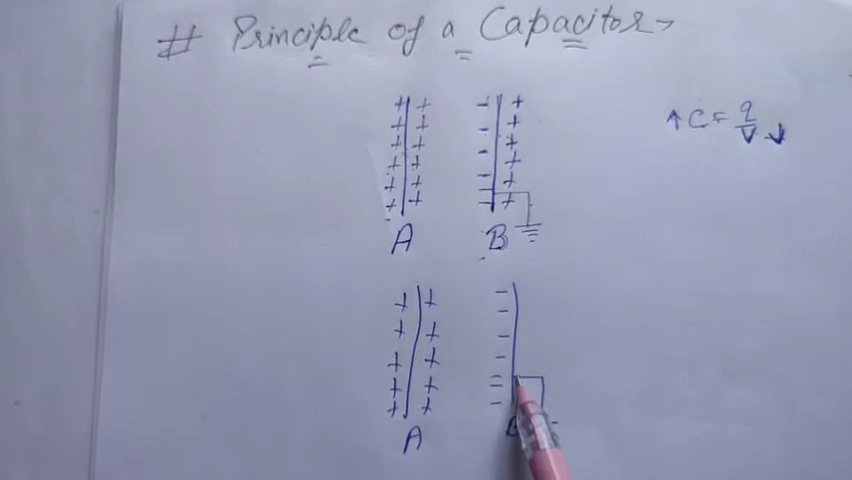 # Principle of a Capacitor →
+ + - +
+ + - +
+ + - +
+ + - +
+ + - +
+ + - +
↑ C = q/V ↓
A B
+ + -
+ + -
+ + -
+ + -
+ + -
A